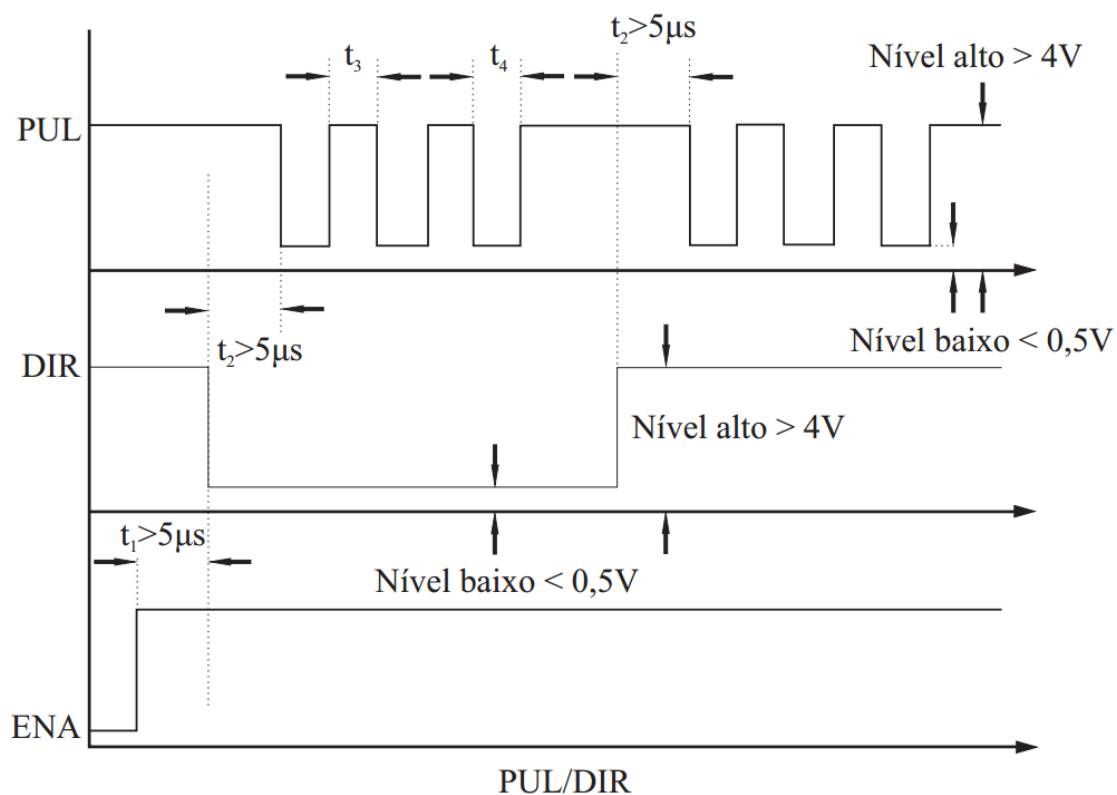 t₂>5μs
t₃
t₄
Nível alto > 4V
PUL
Nível baixo < 0,5V
t₂>5μs
DIR
Nível alto > 4V
t₁>5μs
Nível baixo < 0,5V
ENA
PUL/DIR